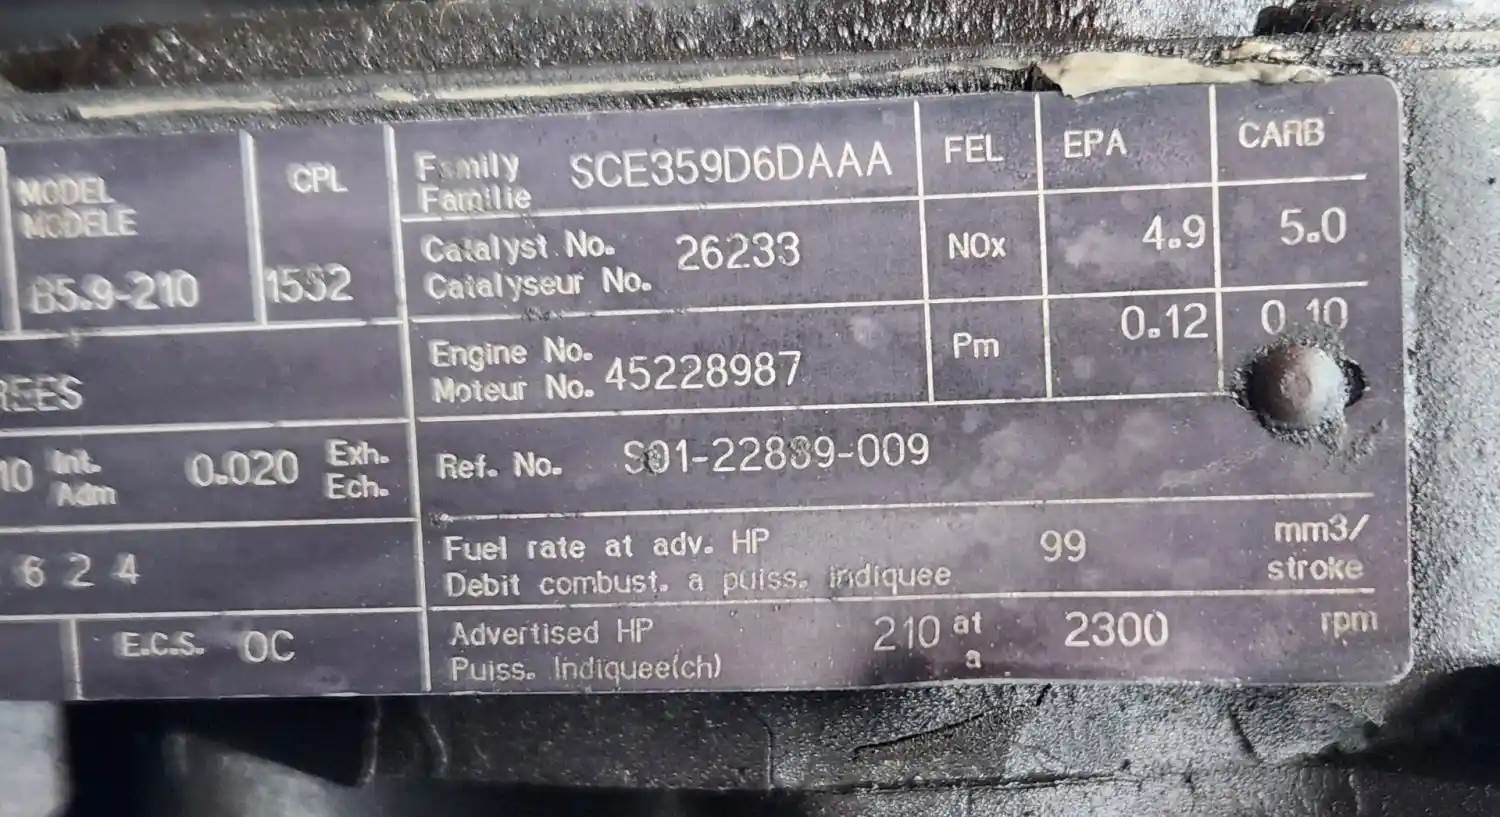 MODEL
MODELE
B5.9-210
CPL
1552
Family
Familie
SCE359D6DAAA
Catalyst No.
Catalyseur No.
26233
Engine No.
Moteur No.
45228987
FEL
EPA
CARB
NOx
4.9
5.0
Pm
0.12
0.10
REES
10 Int.
Adm
0.020 Exh.
Ech.
Ref. No.
S01-22889-009
6 2 4
Fuel rate at adv. HP
Debit combust. a puiss. indiquee
99
mm3/
stroke
E.C.S. OC
Advertised HP
Puiss. Indiquee(ch)
210 at
a
2300
rpm